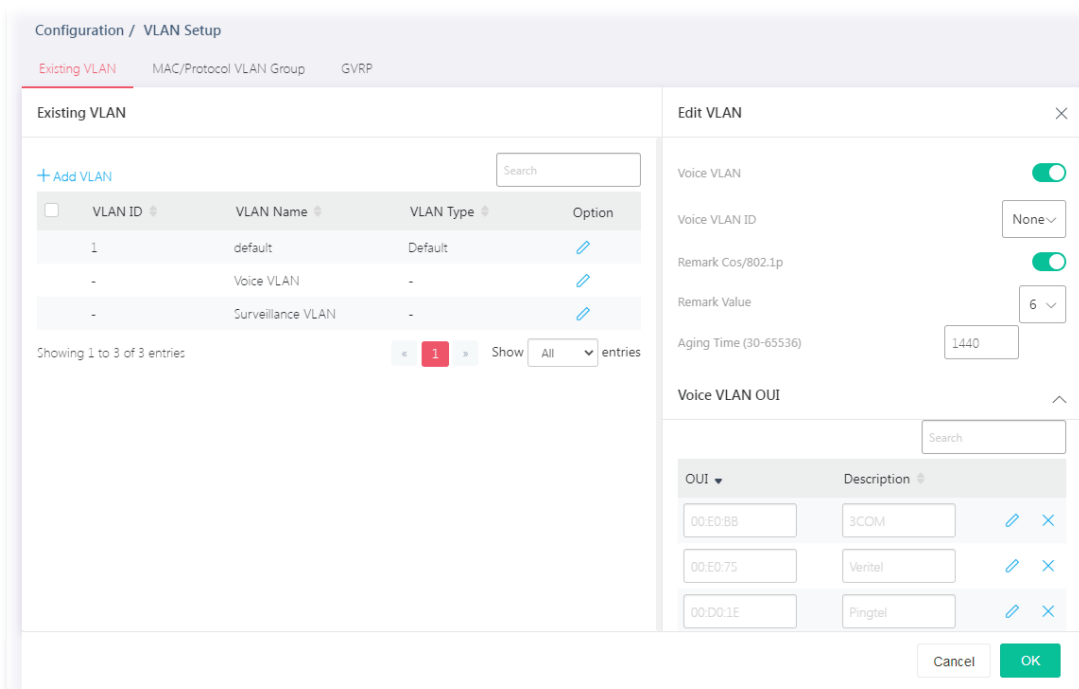 Configuration / VLAN Setup
Existing VLAN MAC/Protocol VLAN Group GVRP
Existing VLAN
+ Add VLAN
Search
VLAN ID VLAN Name VLAN Type Option
1 default Default
- Voice VLAN -
- Surveillance VLAN -
Showing 1 to 3 of 3 entries
« 1 » Show All entries
Edit VLAN
Voice VLAN
Voice VLAN ID None
Remark Cos/802.1p
Remark Value 6
Aging Time (30-65536) 1440
Voice VLAN OUI
Search
OUI Description
00:E0:BB 3COM
00:E0:75 Veritel
00:D0:1E Pingtel
Cancel OK